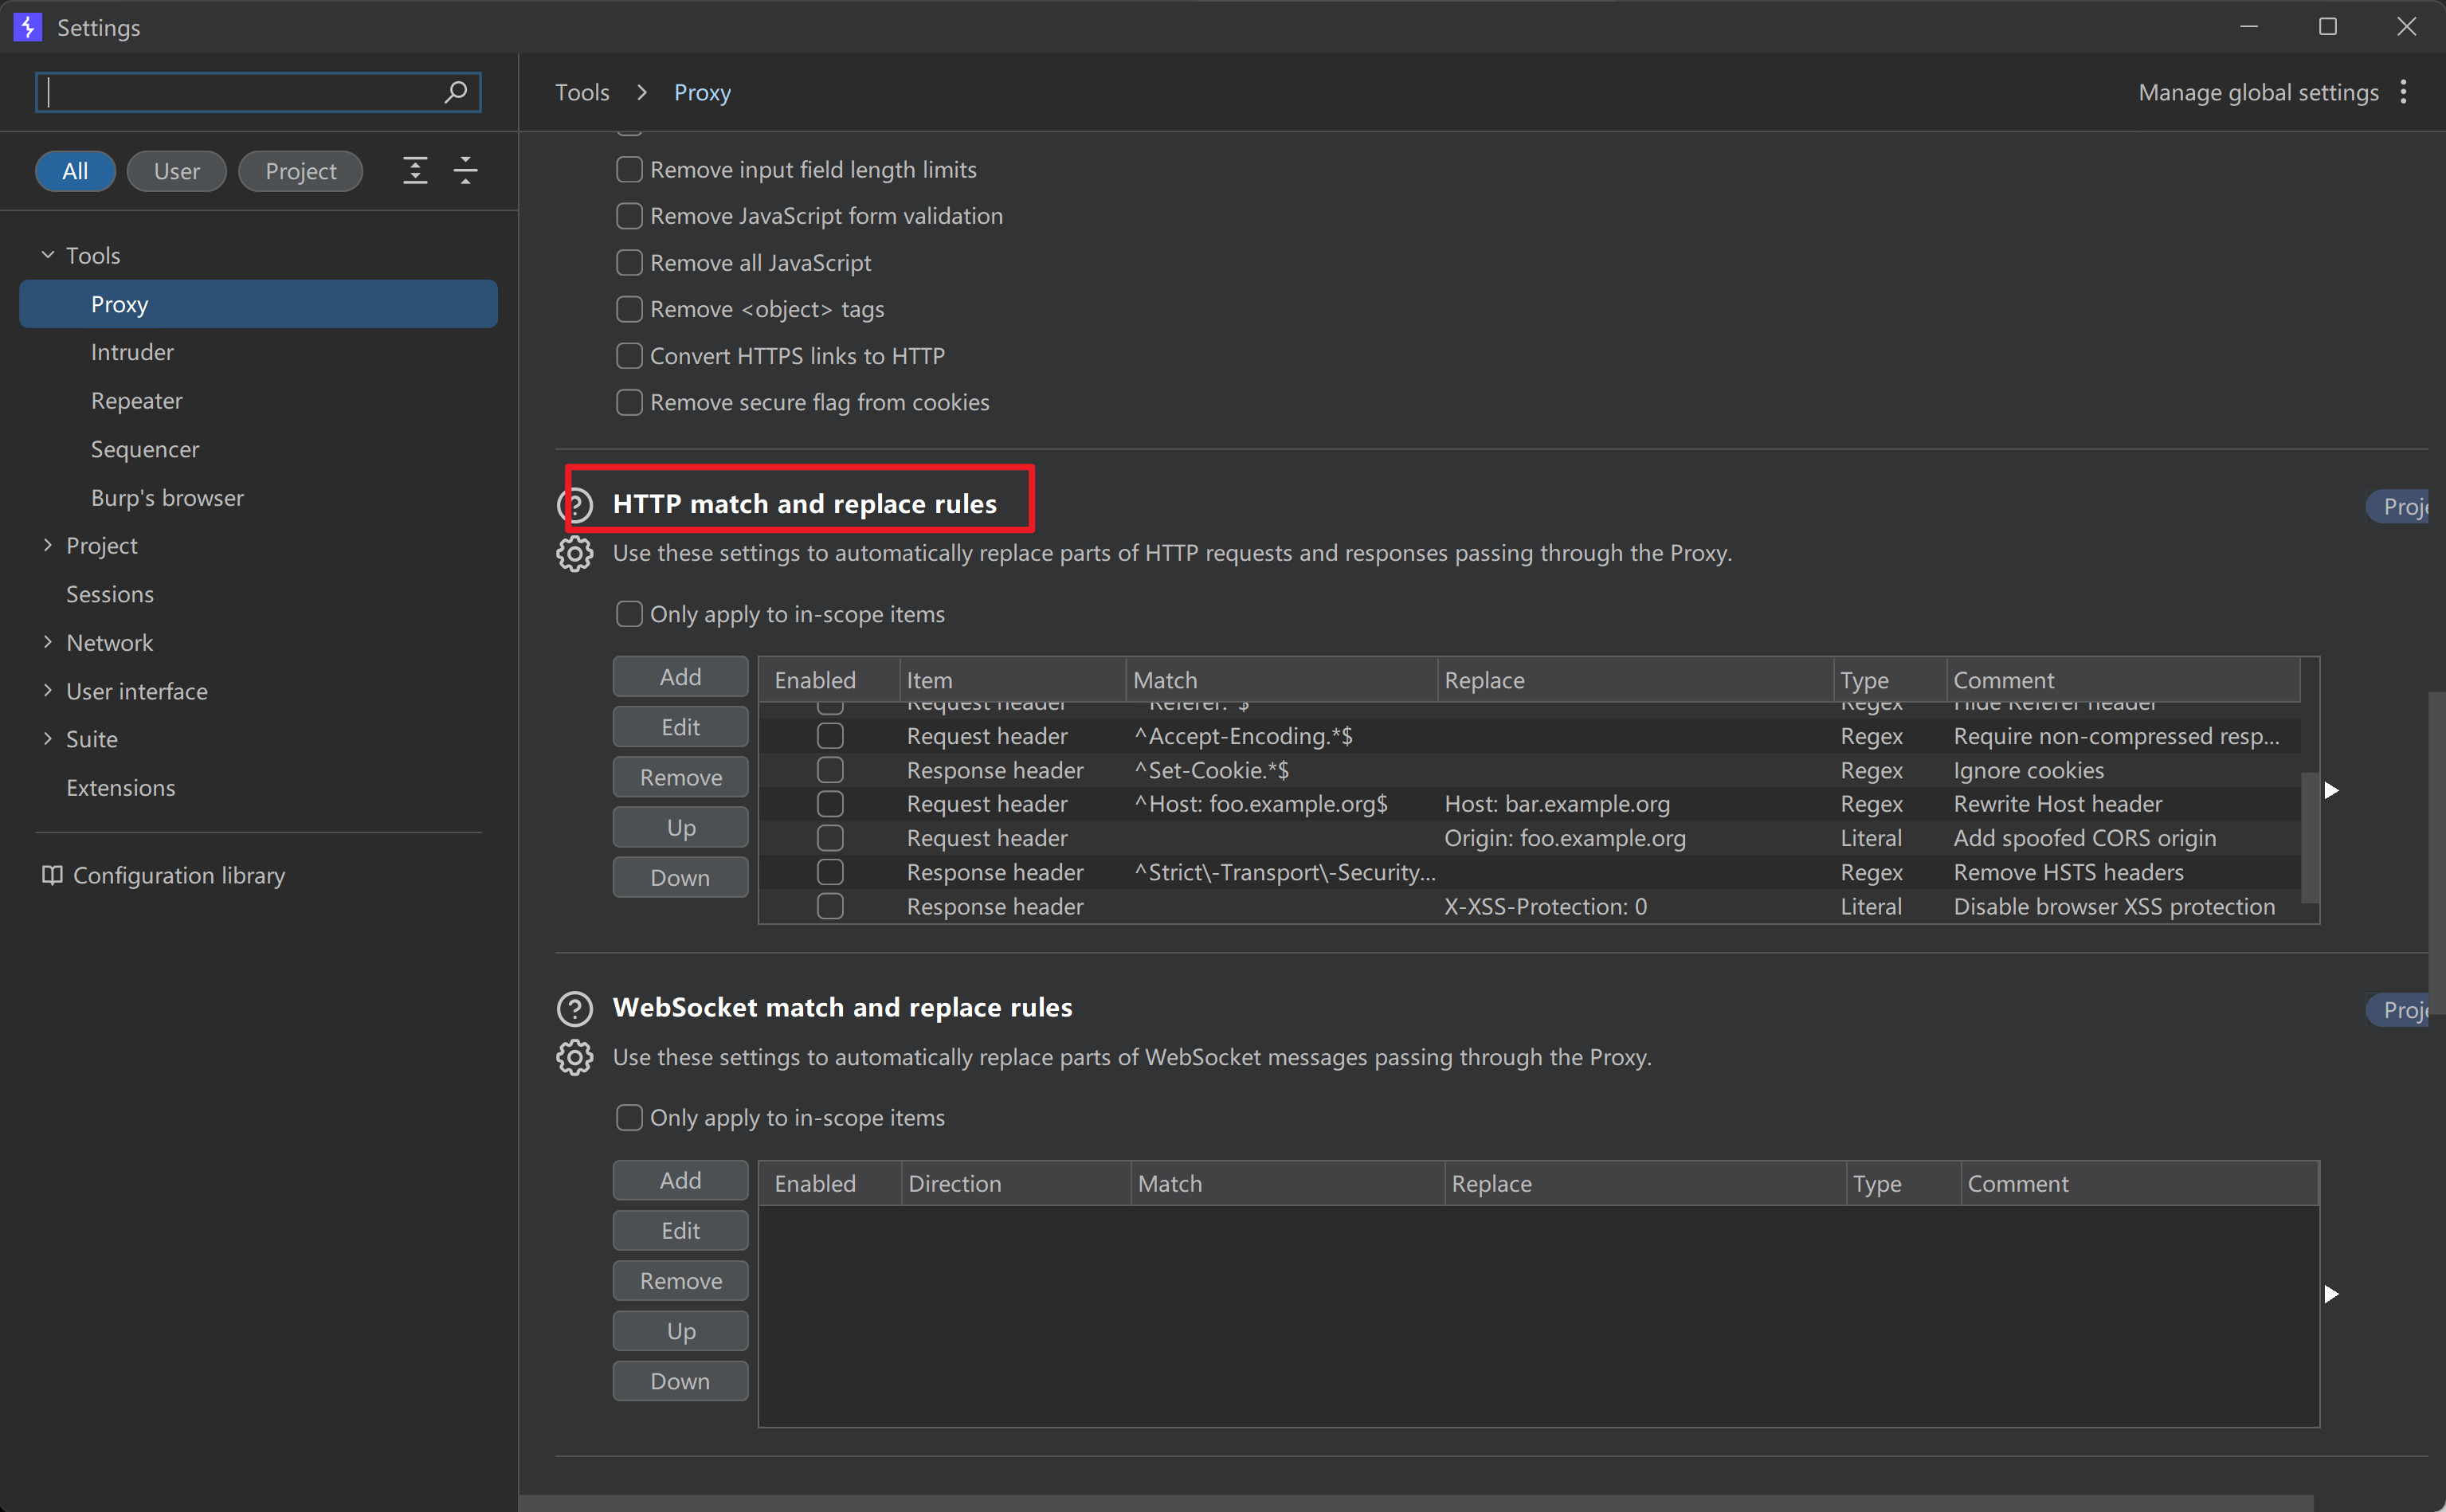 Settings
Tools > Proxy
Manage global settings
All
User
Project
Tools
Proxy
Intruder
Repeater
Sequencer
Burp's browser
Project
Sessions
Network
User interface
Suite
Extensions
Configuration library
Remove input field length limits
Remove JavaScript form validation
Remove all JavaScript
Remove <object> tags
Convert HTTPS links to HTTP
Remove secure flag from cookies
HTTP match and replace rules
Proje
Use these settings to automatically replace parts of HTTP requests and responses passing through the Proxy.
Only apply to in-scope items
Add
Edit
Remove
Up
Down
Enabled Item Match Replace Type Comment
Request header ^Referer.*$ Regex Hide Referer header
Request header ^Accept-Encoding.*$ Regex Require non-compressed resp...
Response header ^Set-Cookie.*$ Regex Ignore cookies
Request header ^Host: foo.example.org$ Host: bar.example.org Regex Rewrite Host header
Request header Origin: foo.example.org Literal Add spoofed CORS origin
Response header ^Strict\-Transport\-Security... Regex Remove HSTS headers
Response header X-XSS-Protection: 0 Literal Disable browser XSS protection
WebSocket match and replace rules
Proje
Use these settings to automatically replace parts of WebSocket messages passing through the Proxy.
Only apply to in-scope items
Add
Edit
Remove
Up
Down
Enabled Direction Match Replace Type Comment